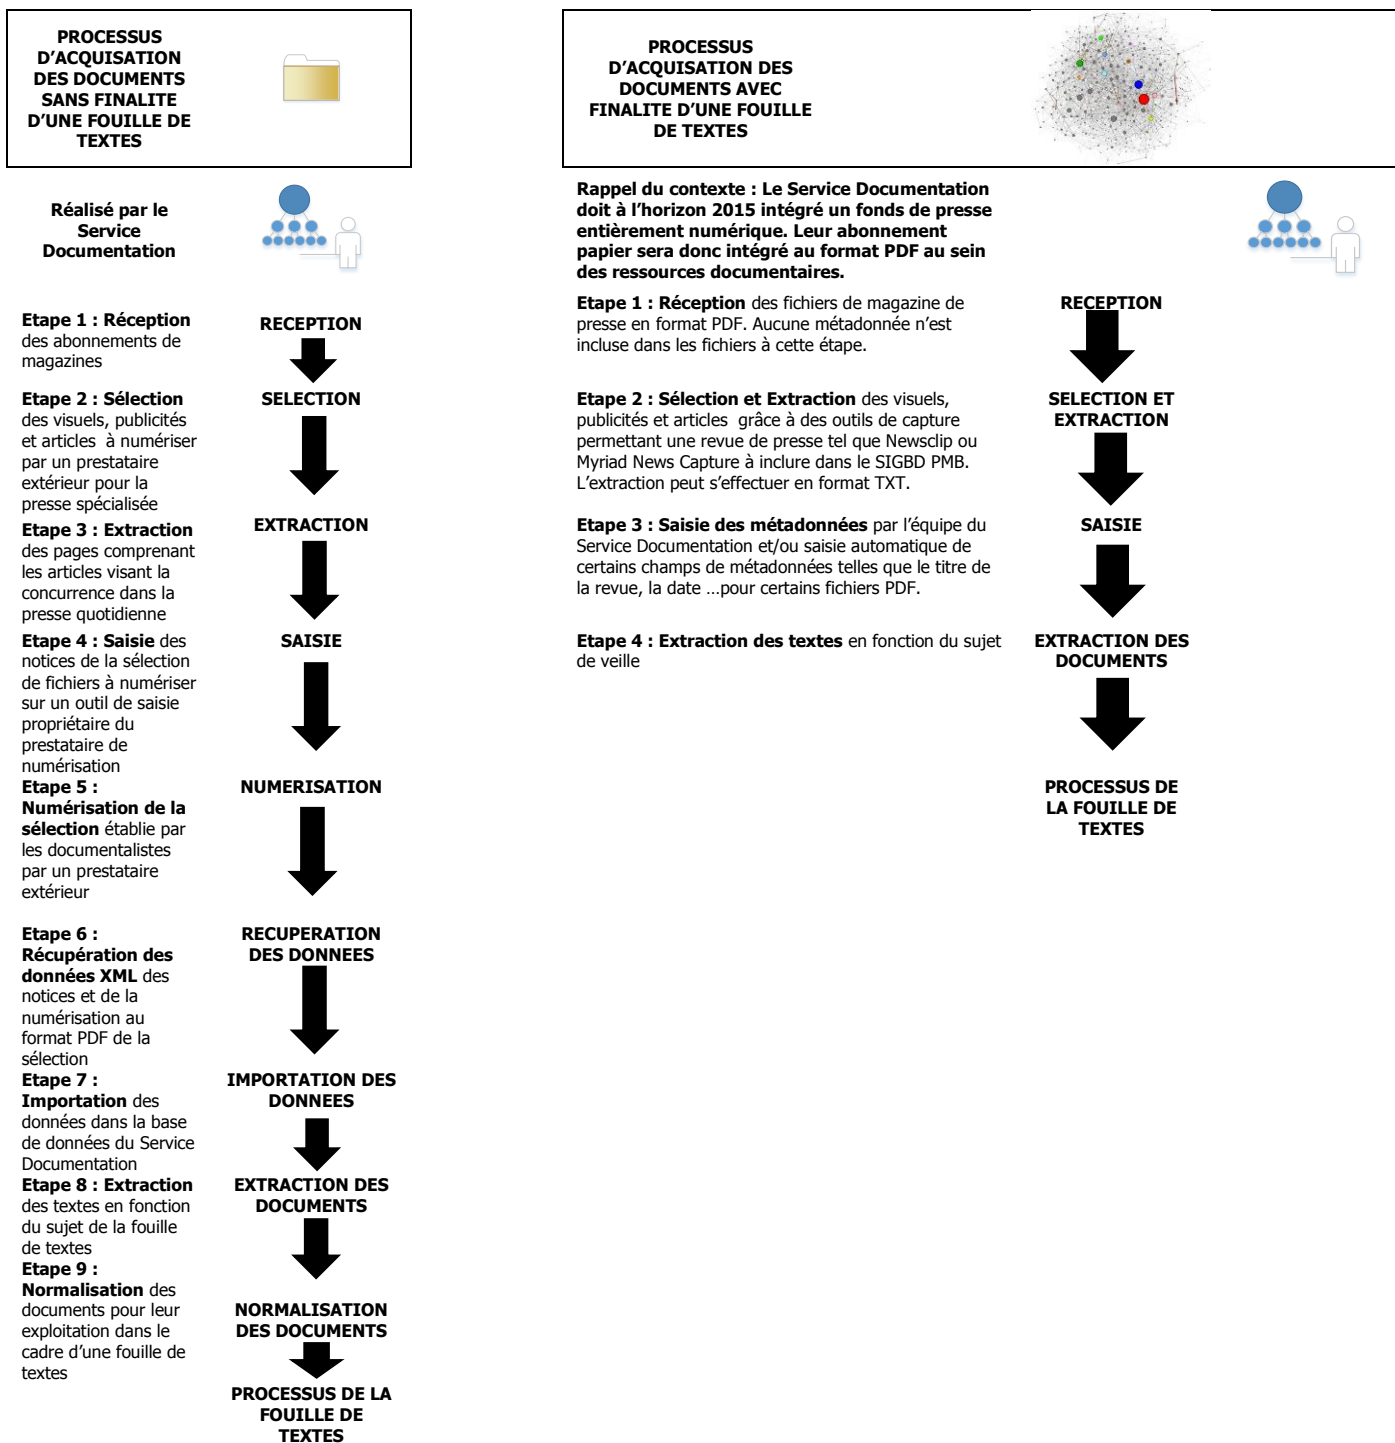 PROCESSUS
D’ACQUISATION
DES DOCUMENTS
SANS FINALITE
D’UNE FOUILLE DE
TEXTES
Réalisé par le
Service
Documentation
Etape 1 : Réception
des abonnements de
magazines
RECEPTION
Etape 2 : Sélection
des visuels, publicités
et articles à numériser
par un prestataire
extérieur pour la
presse spécialisée
SELECTION
Etape 3 : Extraction
des pages comprenant
les articles visant la
concurrence dans la
presse quotidienne
EXTRACTION
Etape 4 : Saisie des
notices de la sélection
de fichiers à numériser
sur un outil de saisie
propriétaire du
prestataire de
numérisation
SAISIE
Etape 5 :
Numérisation de la
sélection établie par
les documentalistes
par un prestataire
extérieur
NUMERISATION
Etape 6 :
Récupération des
données XML des
notices et de la
numérisation au
format PDF de la
sélection
RECUPERATION
DES DONNEES
Etape 7 :
Importation des
données dans la base
de données du Service
Documentation
IMPORTATION DES
DONNEES
Etape 8 : Extraction
des textes en fonction
du sujet de la fouille
de textes
EXTRACTION DES
DOCUMENTS
Etape 9 :
Normalisation des
documents pour leur
exploitation dans le
cadre d’une fouille de
textes
NORMALISATION
DES DOCUMENTS
PROCESSUS DE LA
FOUILLE DE
TEXTES
PROCESSUS
D’ACQUISATION DES
DOCUMENTS AVEC
FINALITE D’UNE FOUILLE
DE TEXTES
Rappel du contexte : Le Service Documentation
doit à l’horizon 2015 intégré un fonds de presse
entièrement numérique. Leur abonnement
papier sera donc intégré au format PDF au sein
des ressources documentaires.
Etape 1 : Réception des fichiers de magazine de
presse en format PDF. Aucune métadonnée n’est
incluse dans les fichiers à cette étape.
RECEPTION
Etape 2 : Sélection et Extraction des visuels,
publicités et articles grâce à des outils de capture
permettant une revue de presse tel que Newsclip ou
Myriad News Capture à inclure dans le SIGBD PMB.
L’extraction peut s’effectuer en format TXT.
SELECTION ET
EXTRACTION
Etape 3 : Saisie des métadonnées par l’équipe du
Service Documentation et/ou saisie automatique de
certains champs de métadonnées telles que le titre de
la revue, la date …pour certains fichiers PDF.
SAISIE
Etape 4 : Extraction des textes en fonction du sujet
de veille
EXTRACTION DES
DOCUMENTS
PROCESSUS DE
LA FOUILLE DE
TEXTES